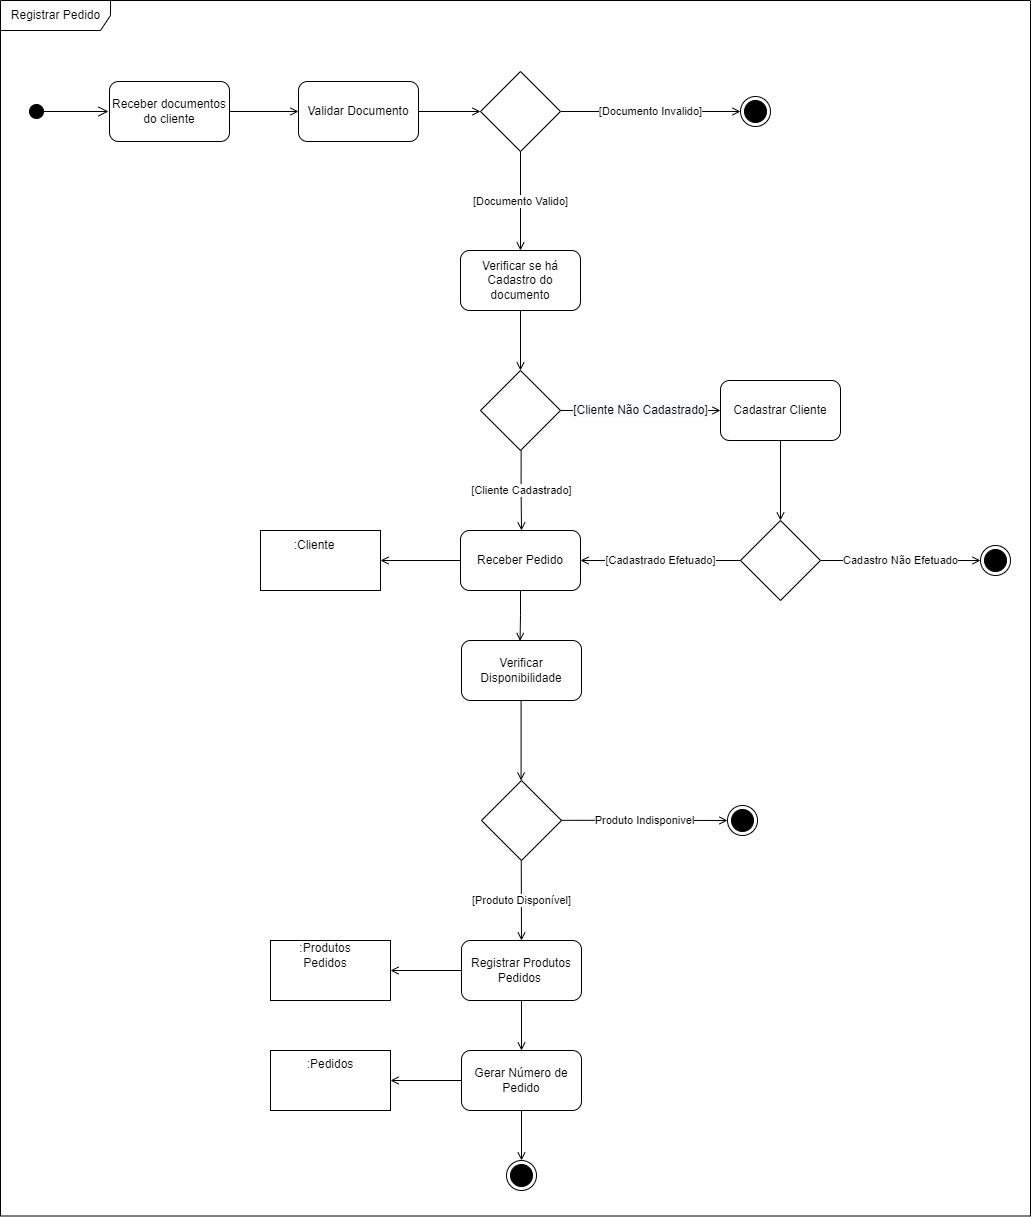 Registrar Pedido
Receber documentos
do cliente
Validar Documento
[Documento Invalido]
[Documento Valido]
Verificar se há
Cadastro do
documento
[Cliente Não Cadastrado]
Cadastrar Cliente
[Cliente Cadastrado]
:Cliente
Receber Pedido
[Cadastrado Efetuado]
Cadastro Não Efetuado
Verificar
Disponibilidade
Produto Indisponivel
[Produto Disponível]
:Produtos
Pedidos
Registrar Produtos
Pedidos
:Pedidos
Gerar Número de
Pedido